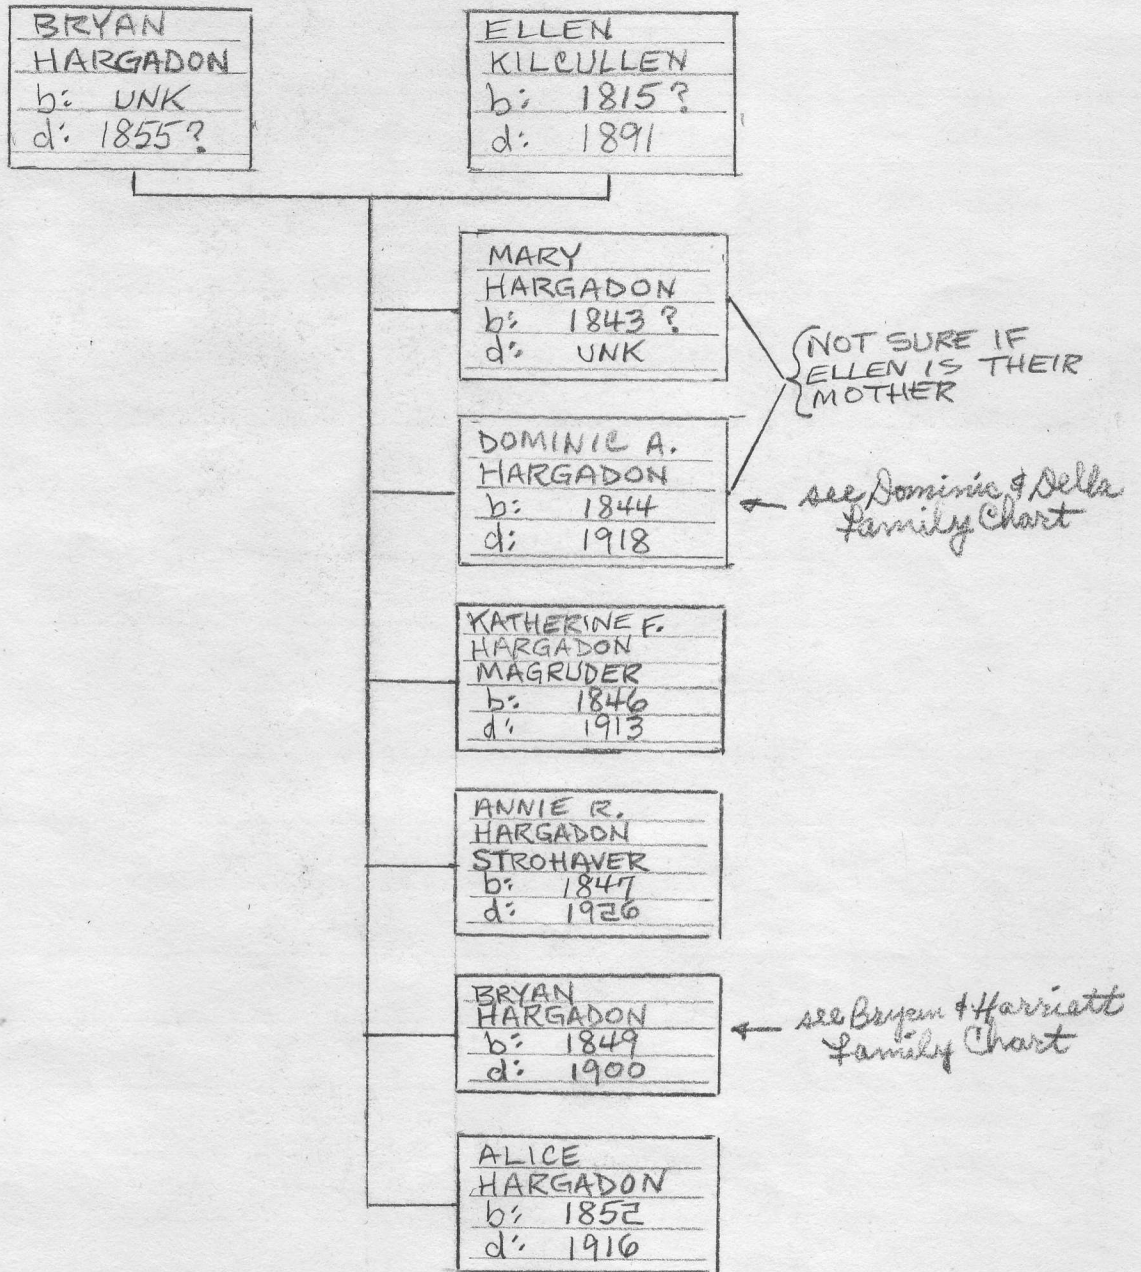 BRYAN
HARGADON
b: UNK
d: 1855?
ELLEN
KILCULLEN
b: 1815?
d: 1891
MARY
HARGADON
b: 1843?
d: UNK
NOT SURE IF
ELLEN IS THEIR
MOTHER
DOMINIC A.
HARGADON
b: 1844
d: 1918
see Dominic & Della
Family Chart
KATHERINE F.
HARGADON
MAGRUDER
b: 1846
d: 1913
ANNIE R.
HARGADON
STROHAVER
b: 1847
d: 1926
BRYAN
HARGADON
b: 1849
d: 1900
see Bryan & Harriatt
Family Chart
ALICE
HARGADON
b: 1852
d: 1916